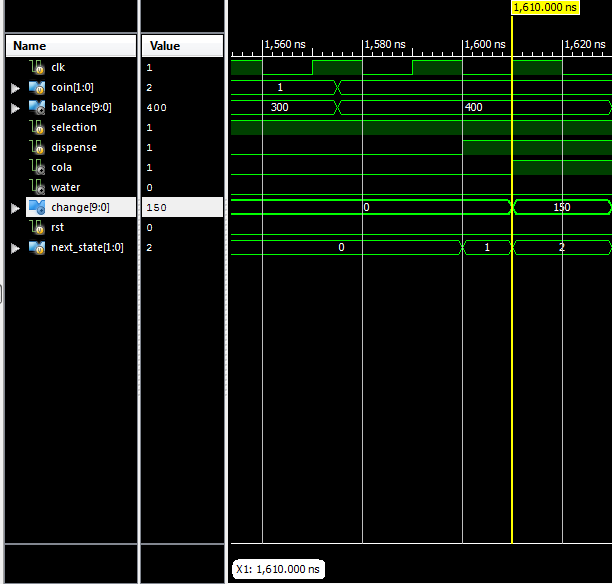 1,610.000 ns
Name Value 1,560 ns 1,580 ns 1,600 ns 1,620 ns
clk 1
coin[1:0] 2 1
balance[9:0] 400 300 400
selection 1
dispense 1
cola 1
water 0
change[9:0] 150 0 150
rst 0
next_state[1:0] 2 0 1 2
X1: 1,610.000 ns